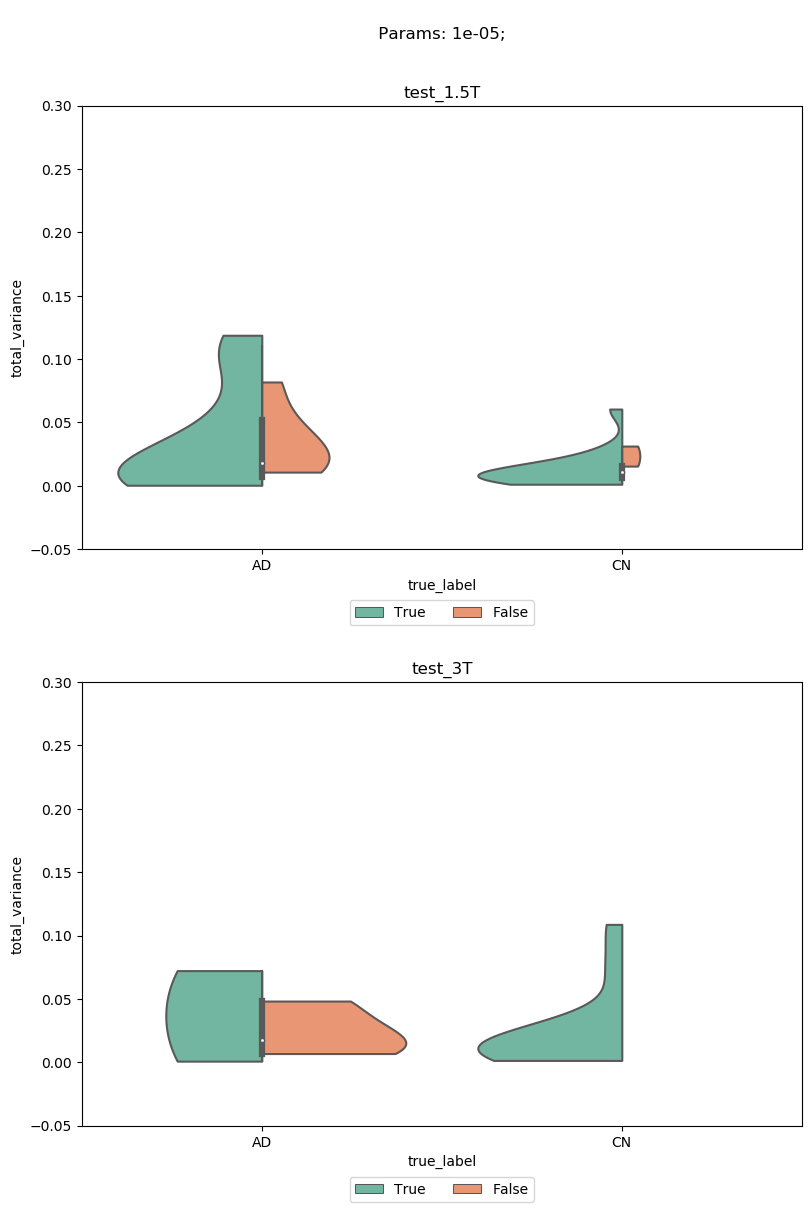 Params: 1e-05;
test_1.5T
0.30
0.25
0.20
0.15
0.10
0.05
0.00
−0.05
total_variance
AD CN
true_label
True False
test_3T
0.30
0.25
0.20
0.15
0.10
0.05
0.00
−0.05
total_variance
AD CN
true_label
True False